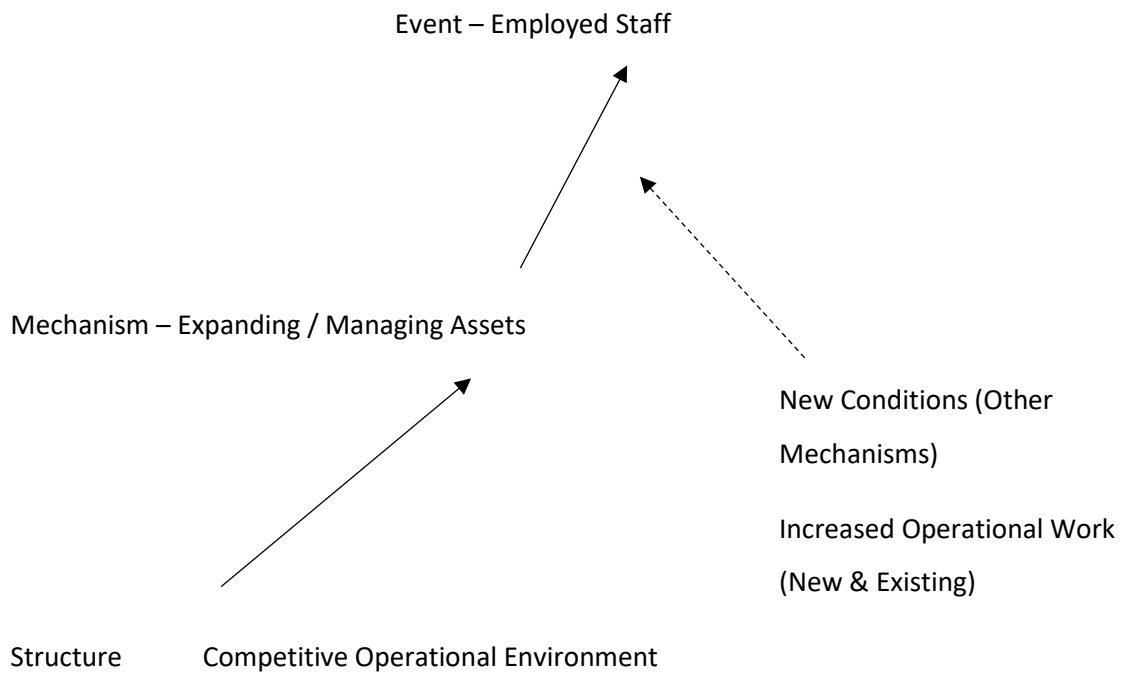 Event – Employed Staff
Mechanism – Expanding / Managing Assets
New Conditions (Other
Mechanisms)
Increased Operational Work
(New & Existing)
Structure Competitive Operational Environment